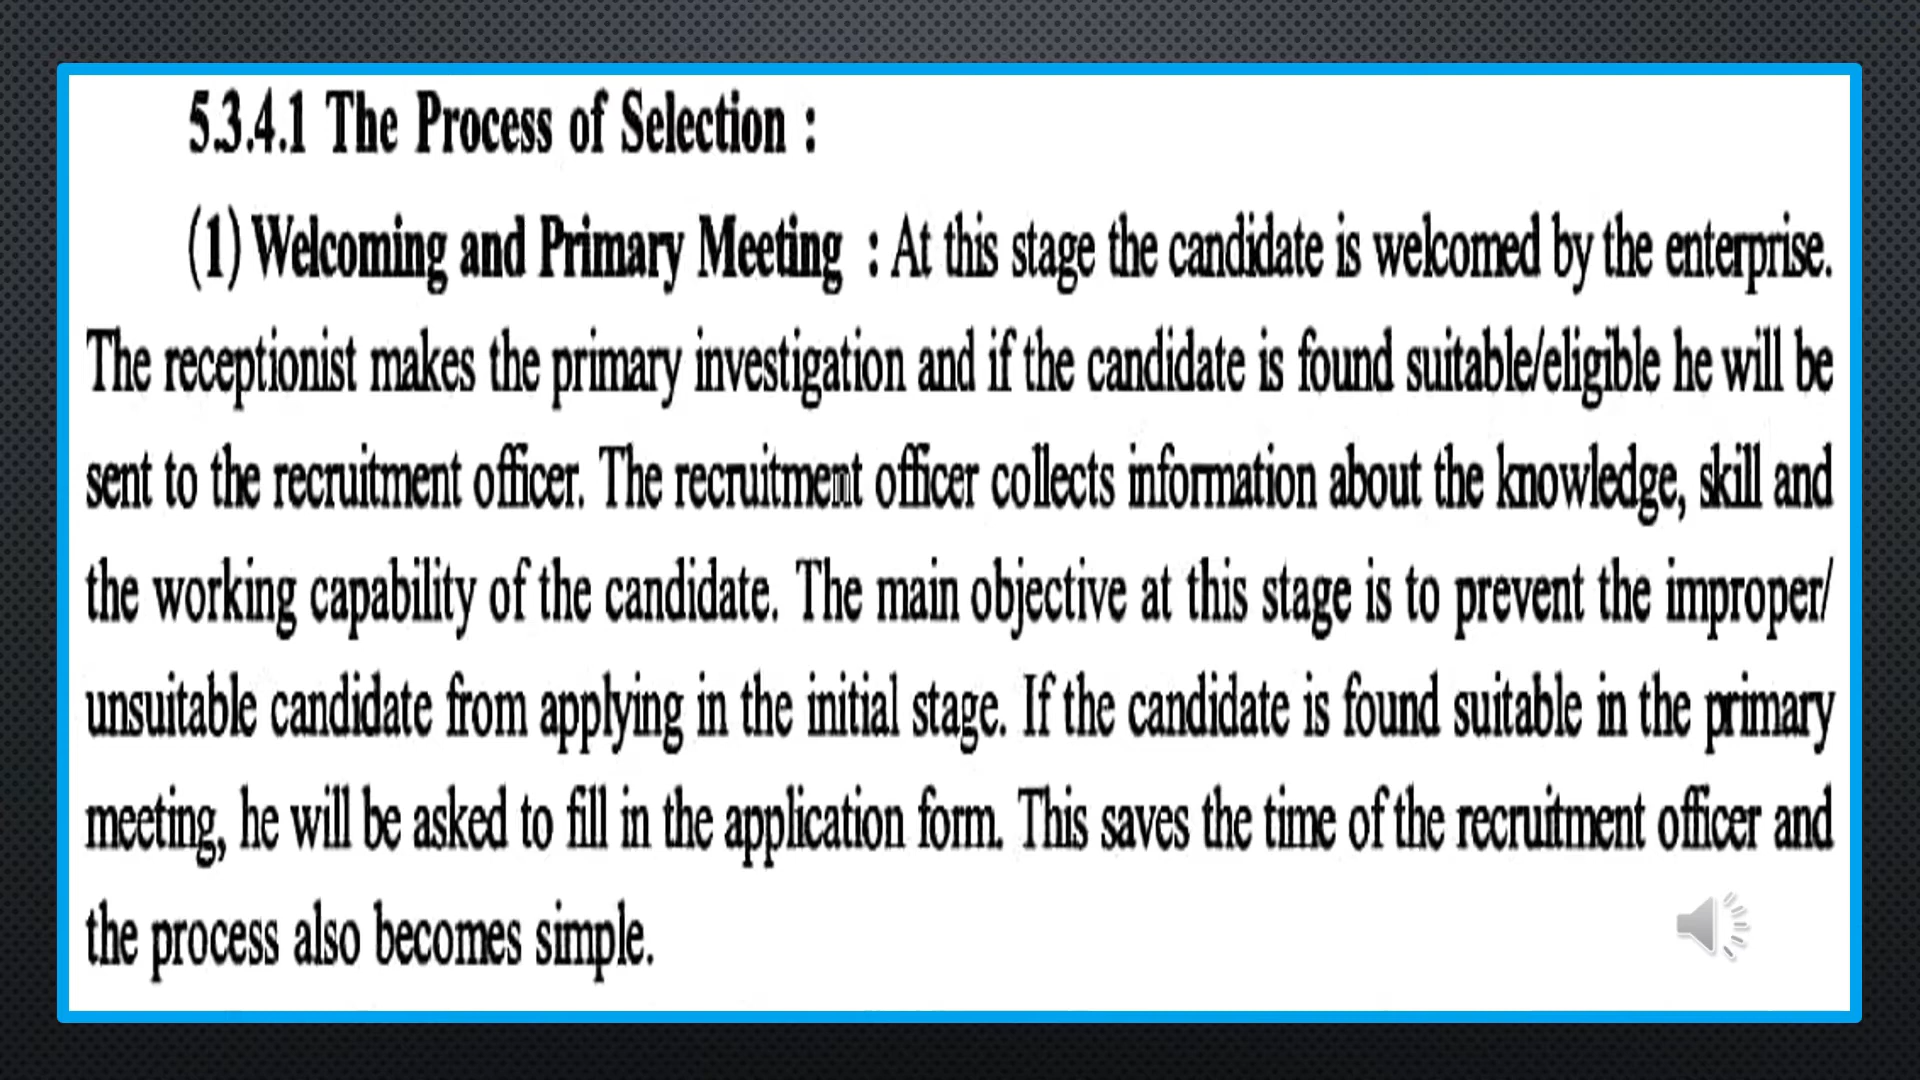 5.3.4.1 The Process of Selection :
(1) Welcoming and Primary Meeting : At this stage the candidate is welcomed by the enterprise.
The receptionist makes the primary investigation and if the candidate is found suitable/eligible he will be
sent to the recruitment officer. The recruitment officer collects information about the knowledge, skill and
the working capability of the candidate. The main objective at this stage is to prevent the improper/
unsuitable candidate from applying in the initial stage. If the candidate is found suitable in the primary
meeting, he will be asked to fill in the application form. This saves the time of the recruitment officer and
the process also becomes simple.